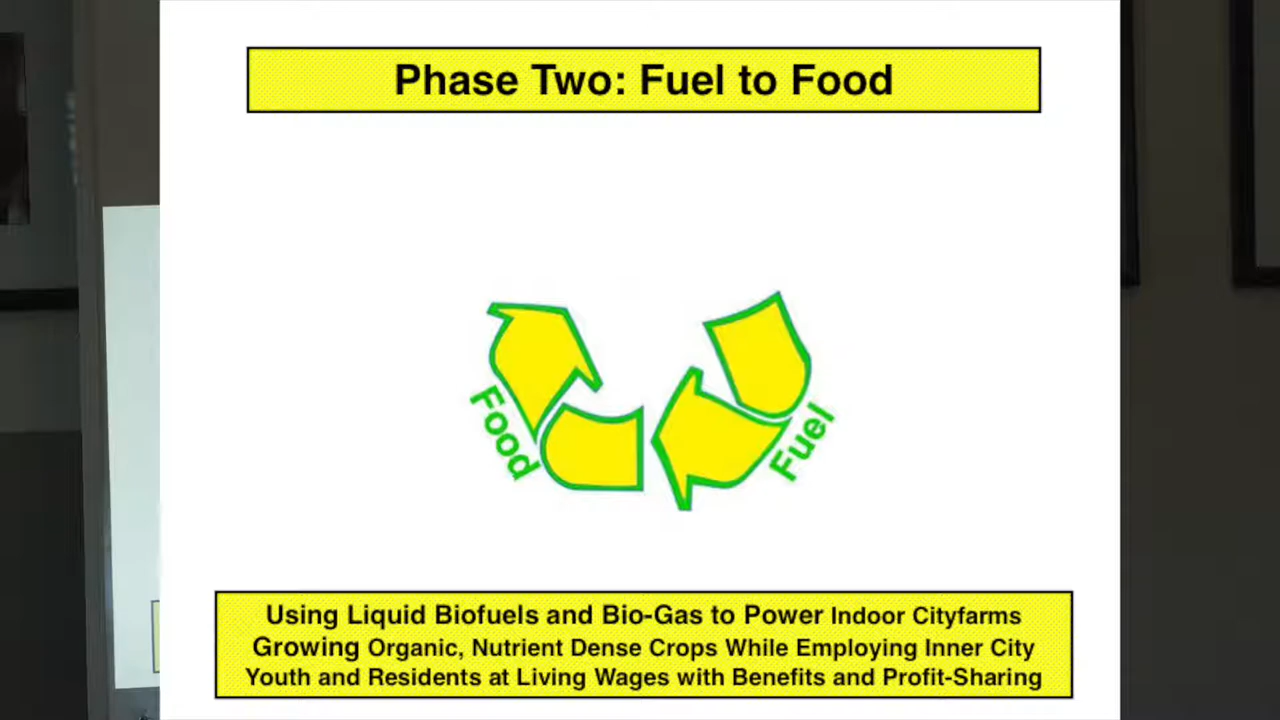 Phase Two: Fuel to Food
Food
Fuel
Using Liquid Biofuels and Bio-Gas to Power Indoor Cityfarms
Growing Organic, Nutrient Dense Crops While Employing Inner City
Youth and Residents at Living Wages with Benefits and Profit-Sharing